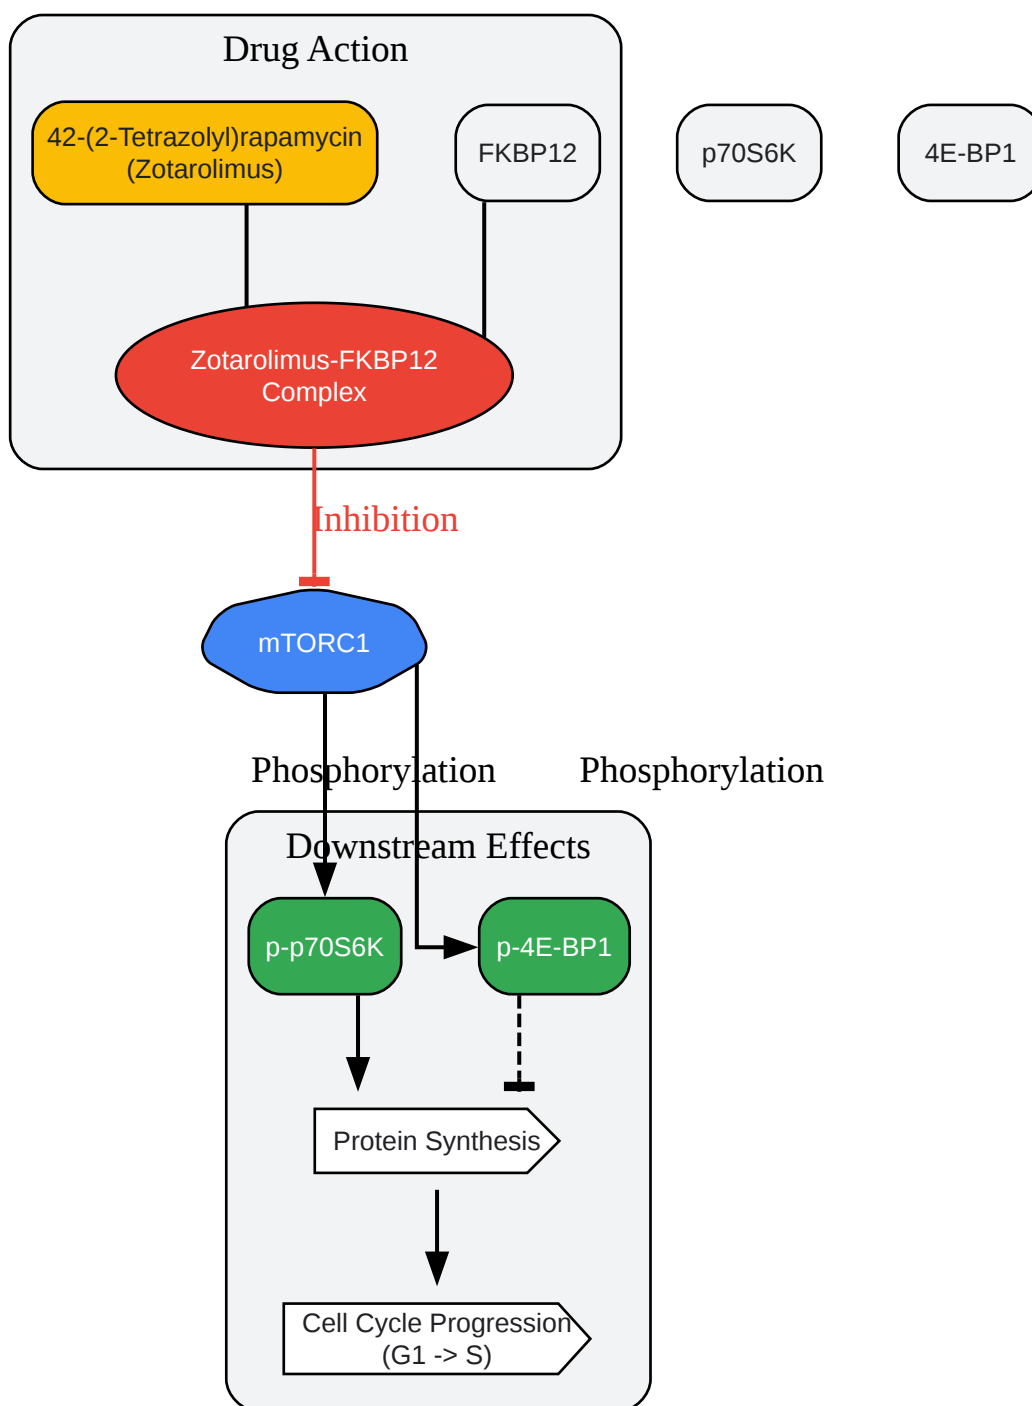 Drug Action
42-(2-Tetrazolyl)rapamycin
(Zotarolimus)
FKBP12
p70S6K
4E-BP1
Zotarolimus-FKBP12
Complex
Inhibition
mTORC1
Phosphorylation
Phosphorylation
Downstream Effects
p-p70S6K
p-4E-BP1
Protein Synthesis
Cell Cycle Progression
(G1 -> S)